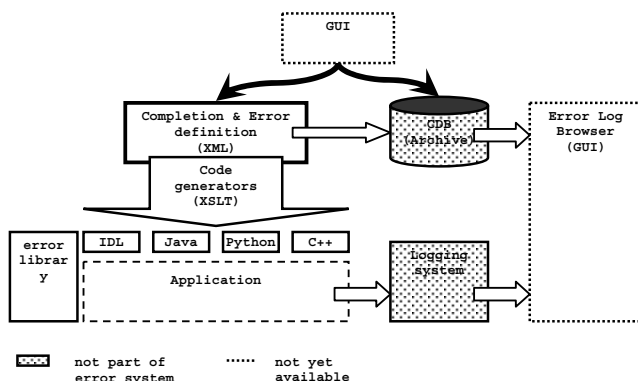 GUI
Completion & Error
definition
(XML)
CDB
(Archive)
Error Log
Browser
(GUI)
Code
generators
(XSLT)
error
librar
y
IDL
Java
Python
C++
Application
Logging
system
not part of
error system
not yet
available